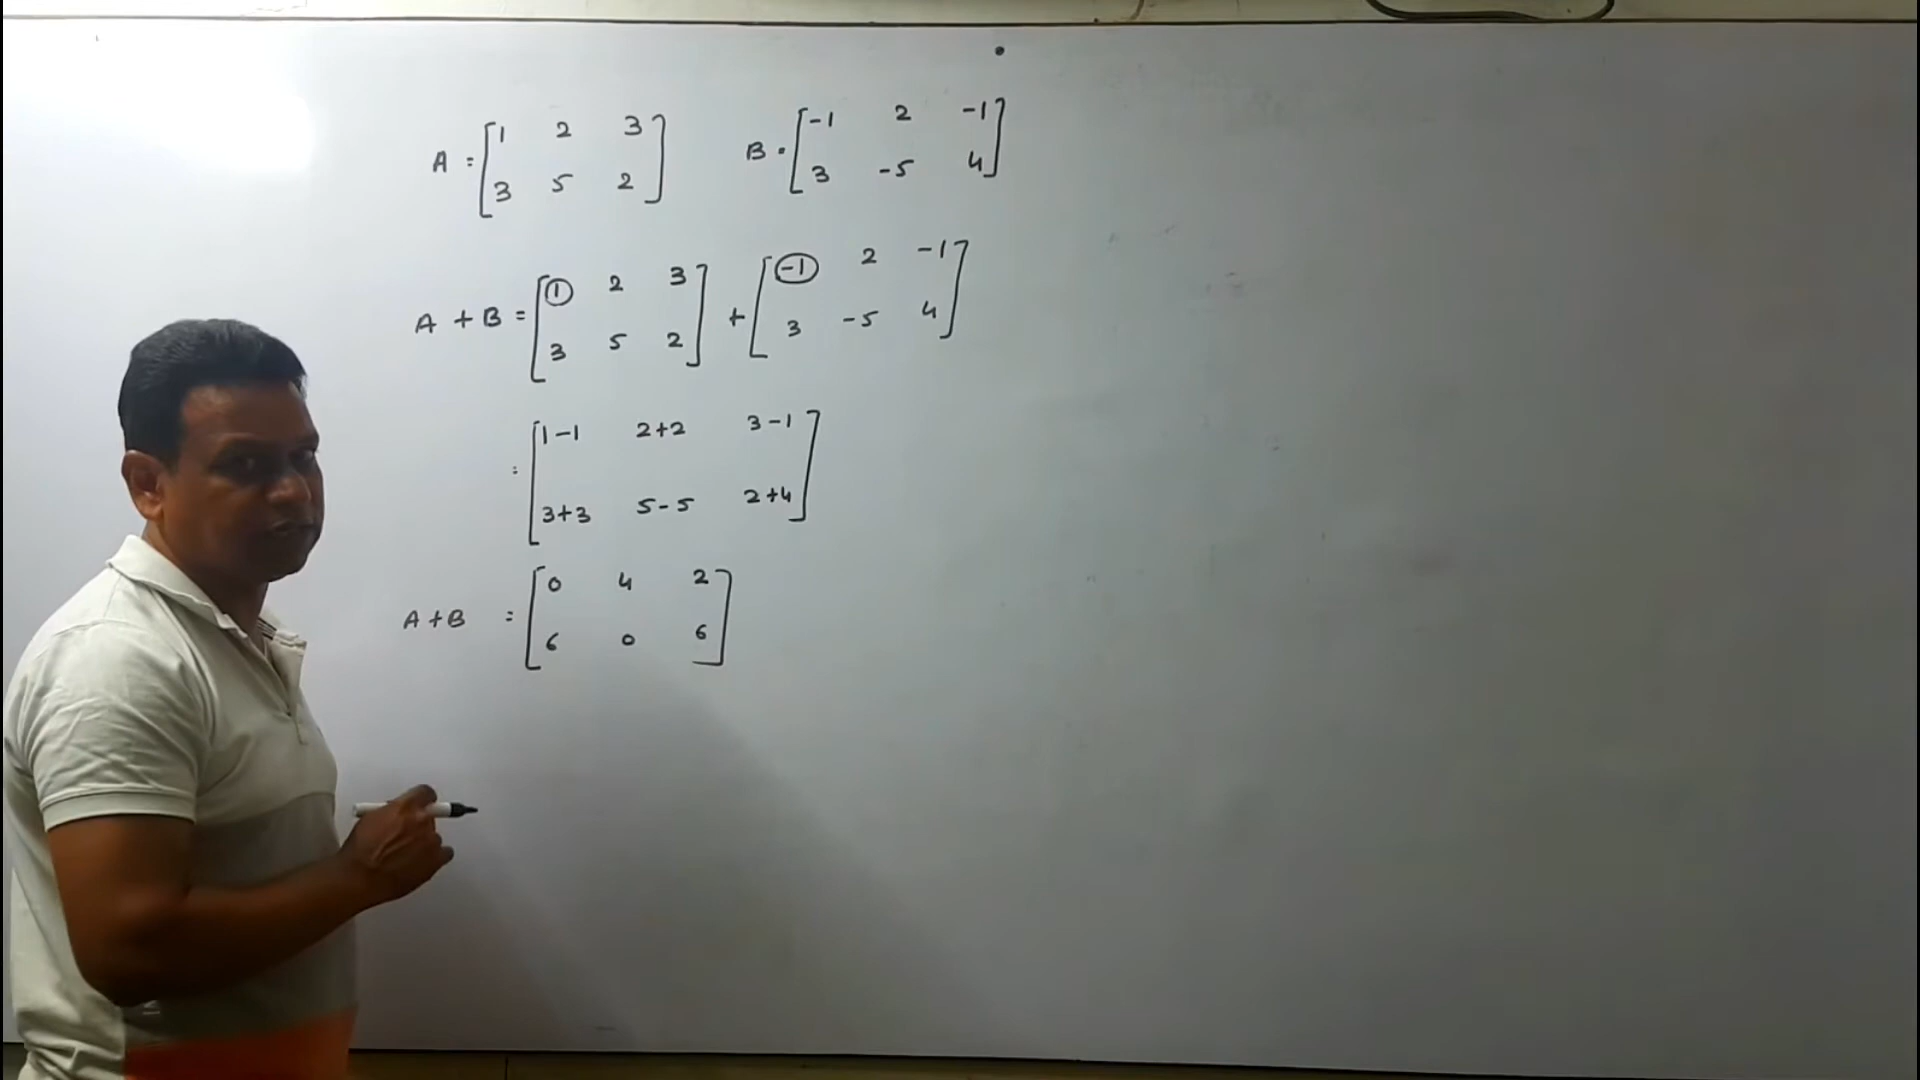 A = [1 2 3 B = [-1 2 -1
3 5 2] 3 -5 4]
A + B = [1 2 3 + [-1 2 -1
3 5 2] 3 -5 4]
= [1-1 2+2 3-1
3+3 5-5 2+4]
A+B = [0 4 2
6 0 6]